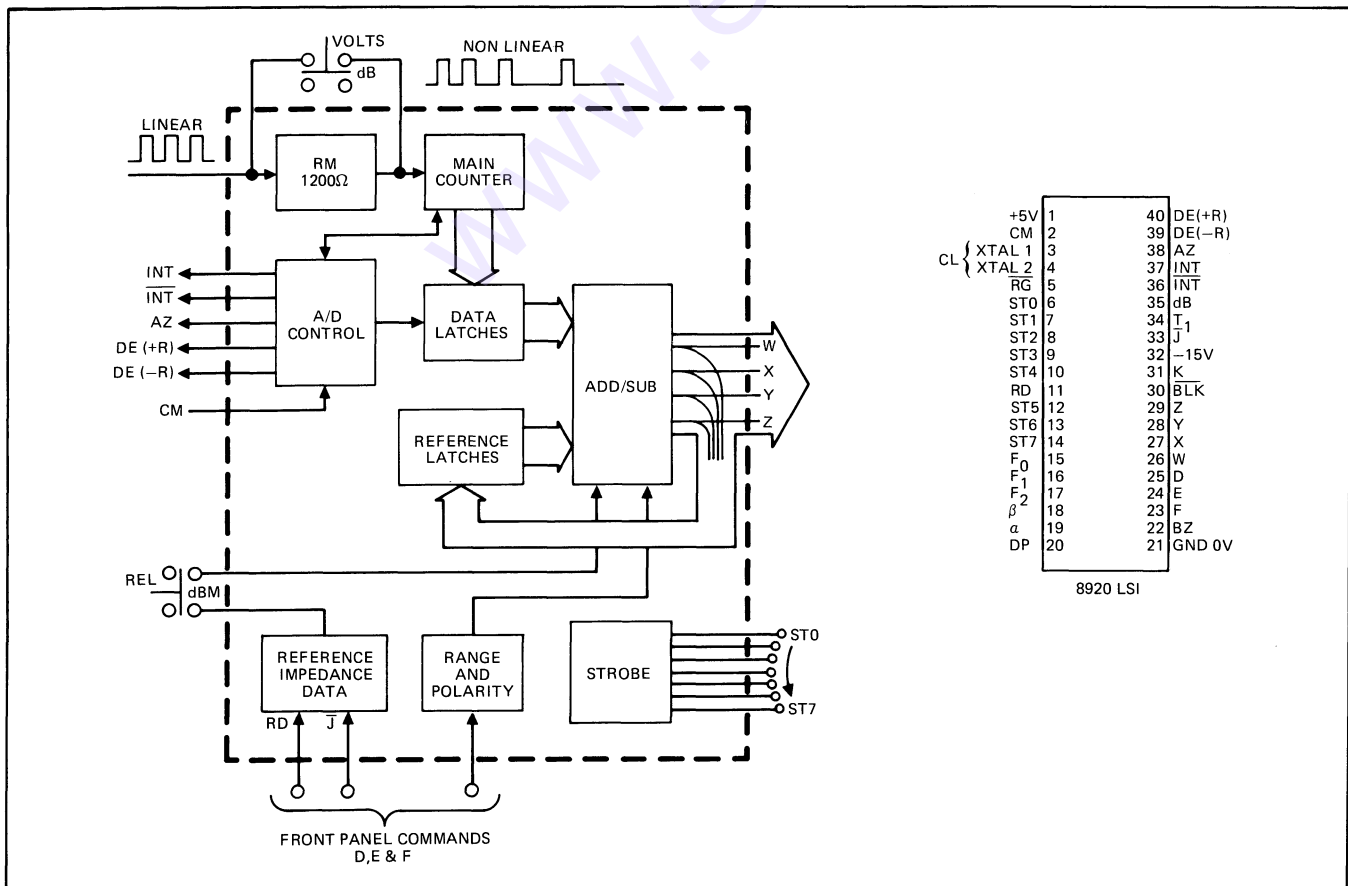 www.e
VOLTS
dB
NON LINEAR
LINEAR
RM
1200Ω
MAIN
COUNTER
INT
I̅N̅T̅
AZ
DE (+R)
DE (−R)
CM
A/D
CONTROL
DATA
LATCHES
REFERENCE
LATCHES
ADD/SUB
W
X
Y
Z
REL
dBM
REFERENCE
IMPEDANCE
DATA
RANGE
AND
POLARITY
STROBE
ST0
ST7
RD
J̅
FRONT PANEL COMMANDS
D,E & F
+5V 1
CM 2
CL { XTAL 1 3
XTAL 2 4
R̅G̅ 5
ST0 6
ST1 7
ST2 8
ST3 9
ST4 10
RD 11
ST5 12
ST6 13
ST7 14
F0 15
F1 16
F2 17
β 18
α 19
DP 20
40 DE(+R)
39 DE(−R)
38 AZ
37 INT
36 I̅N̅T̅
35 dB
34 T1
33 J̅
32 −15V
31 K
30 B̅L̅K̅
29 Z
28 Y
27 X
26 W
25 D
24 E
23 F
22 BZ
21 GND 0V
8920 LSI